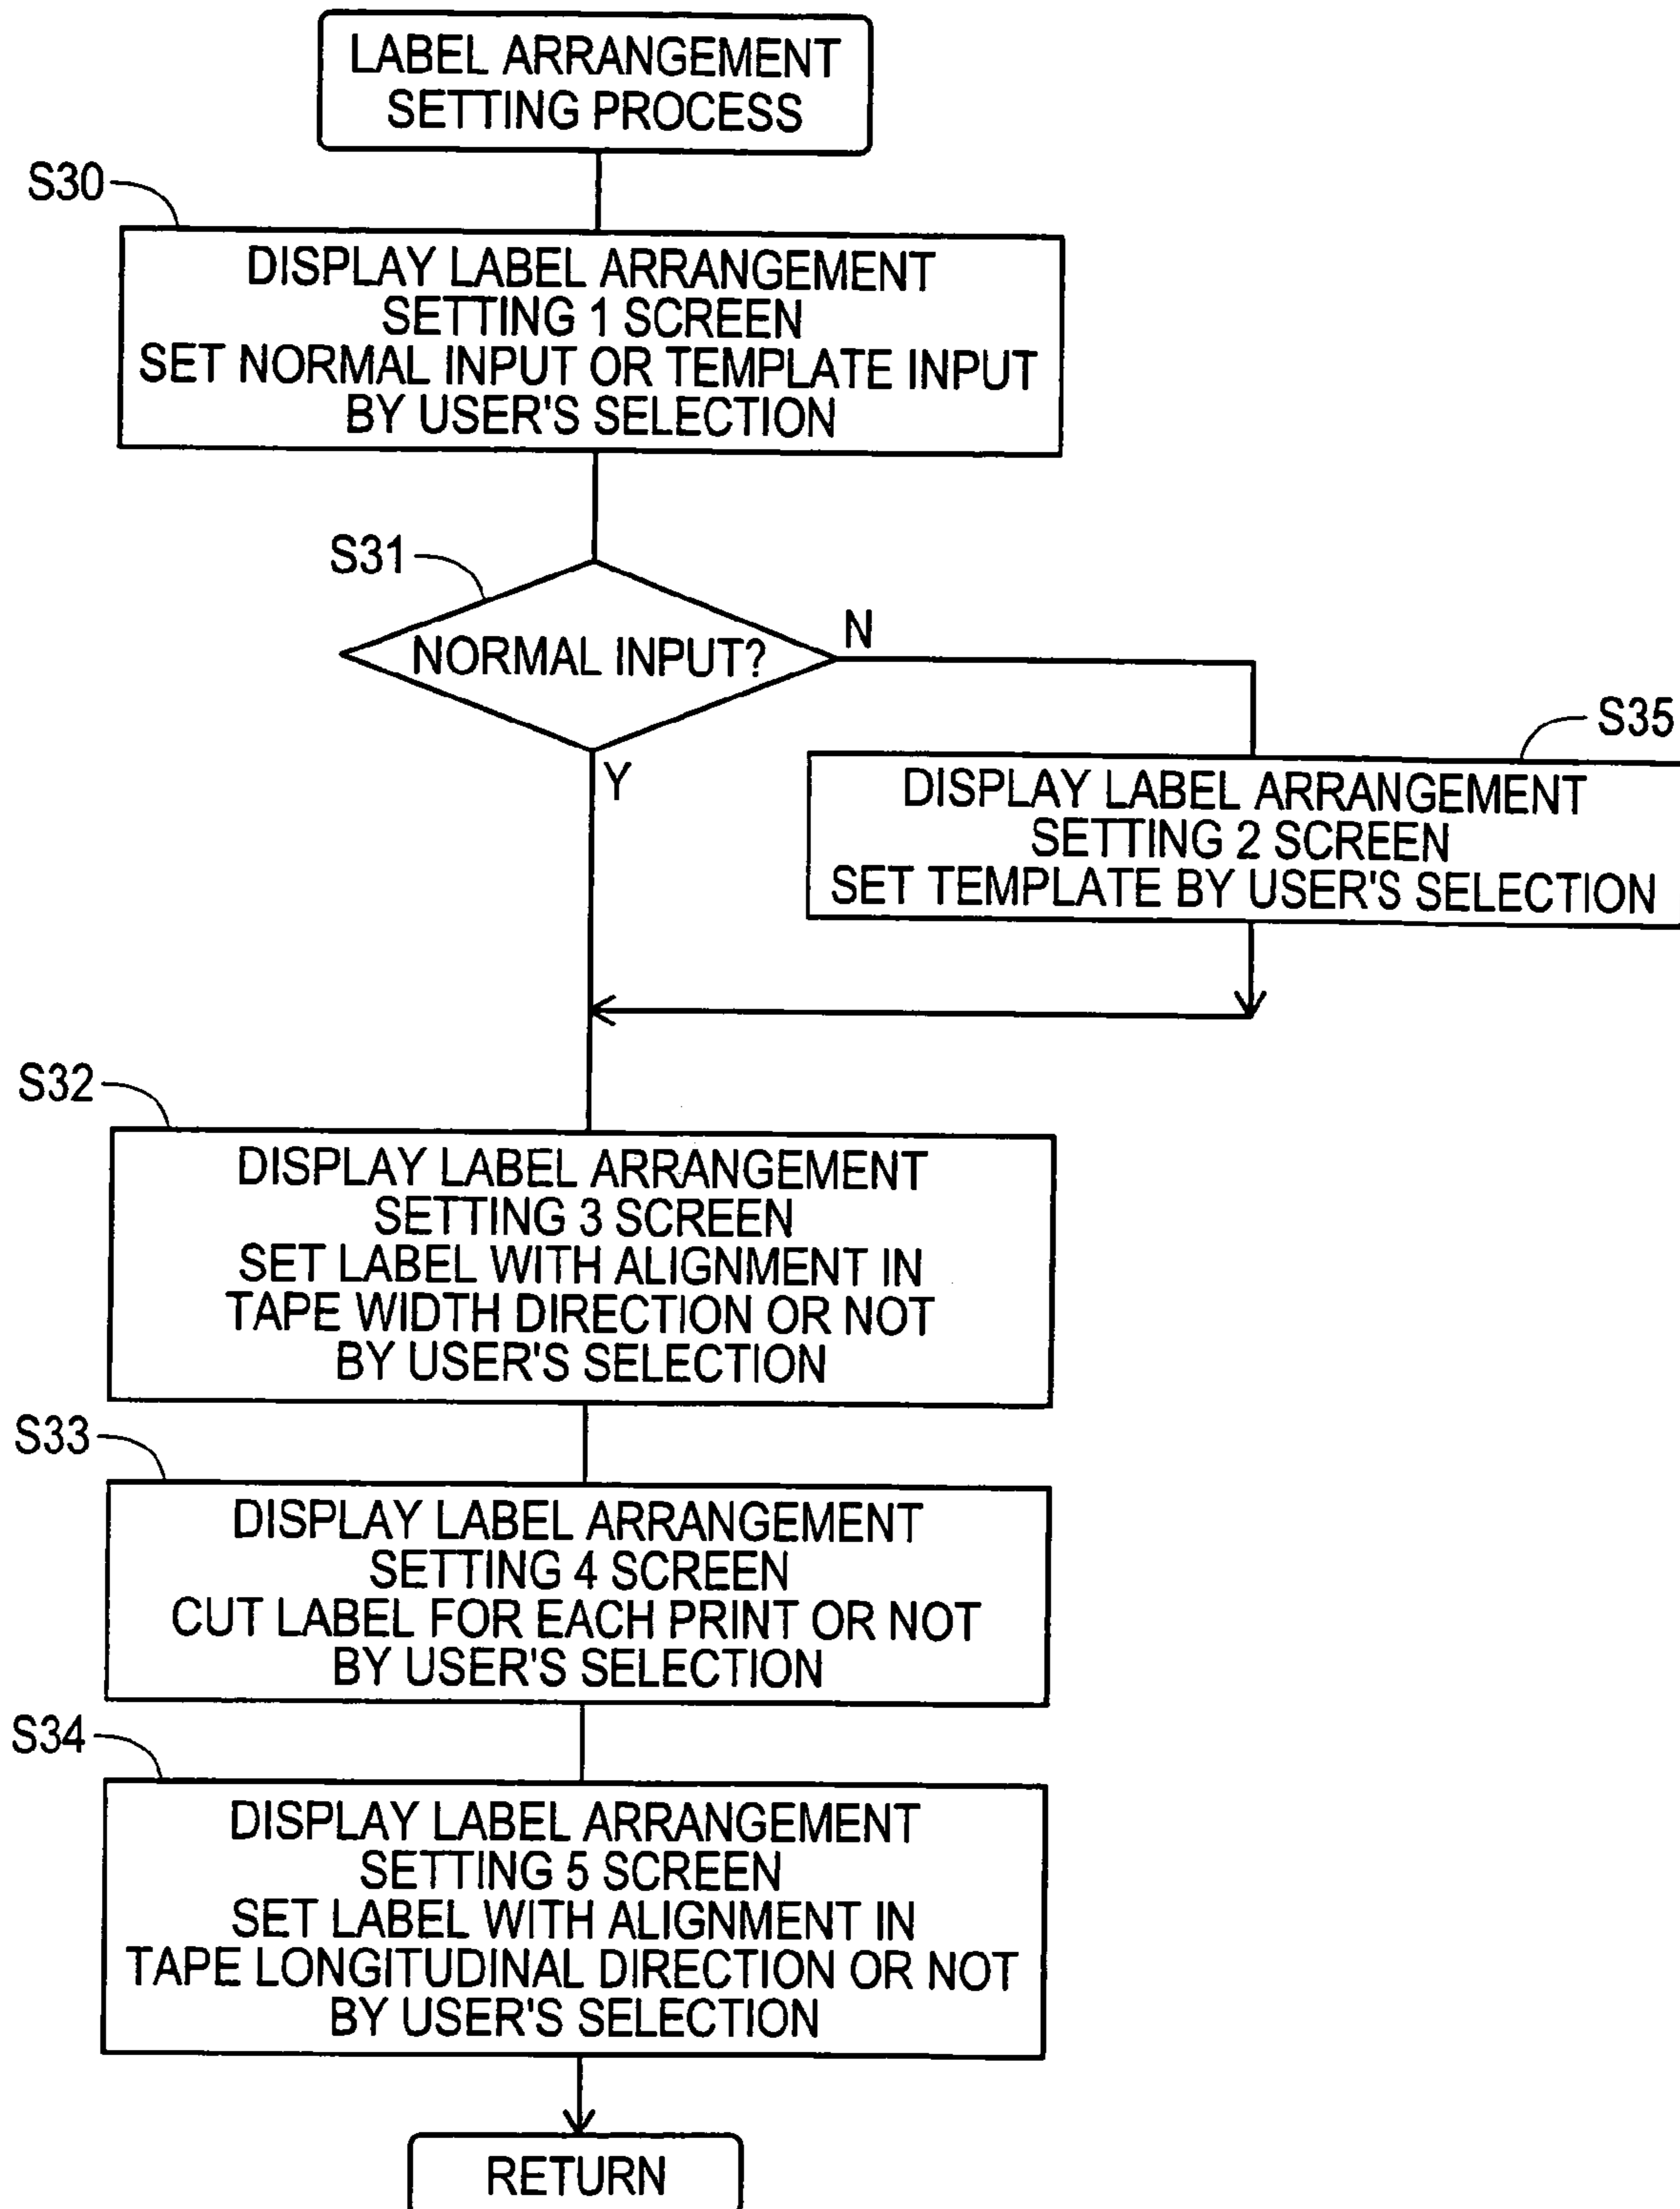 LABEL ARRANGEMENT
SETTING PROCESS
S30
DISPLAY LABEL ARRANGEMENT
SETTING 1 SCREEN
SET NORMAL INPUT OR TEMPLATE INPUT
BY USER'S SELECTION
S31
NORMAL INPUT?
N
Y
S35
DISPLAY LABEL ARRANGEMENT
SETTING 2 SCREEN
SET TEMPLATE BY USER'S SELECTION
S32
DISPLAY LABEL ARRANGEMENT
SETTING 3 SCREEN
SET LABEL WITH ALIGNMENT IN
TAPE WIDTH DIRECTION OR NOT
BY USER'S SELECTION
S33
DISPLAY LABEL ARRANGEMENT
SETTING 4 SCREEN
CUT LABEL FOR EACH PRINT OR NOT
BY USER'S SELECTION
S34
DISPLAY LABEL ARRANGEMENT
SETTING 5 SCREEN
SET LABEL WITH ALIGNMENT IN
TAPE LONGITUDINAL DIRECTION OR NOT
BY USER'S SELECTION
RETURN